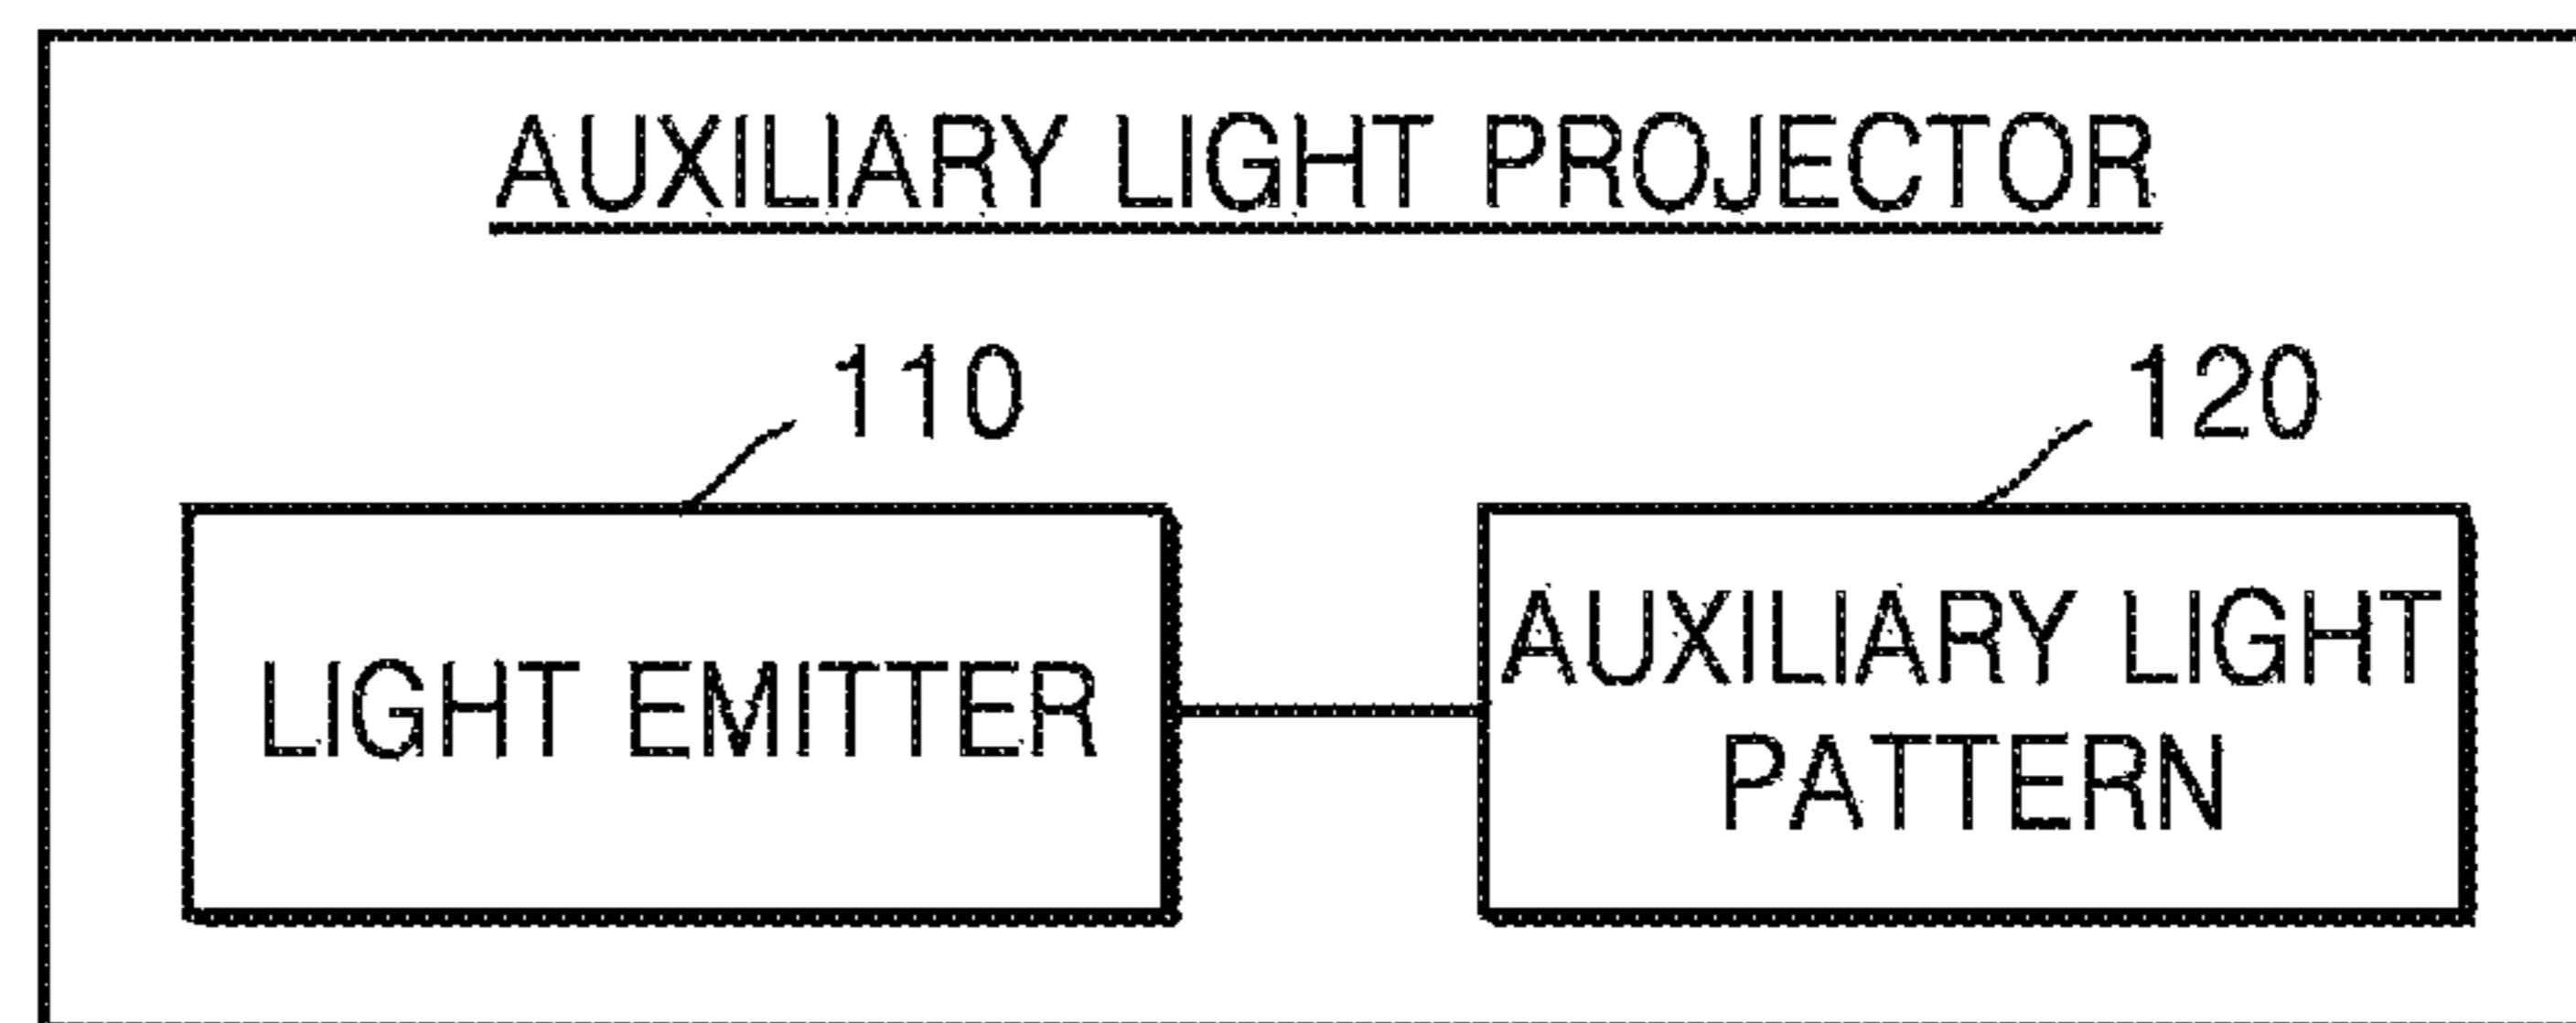 AUXILIARY LIGHT PROJECTOR
110
120
LIGHT EMITTER
AUXILIARY LIGHT
PATTERN